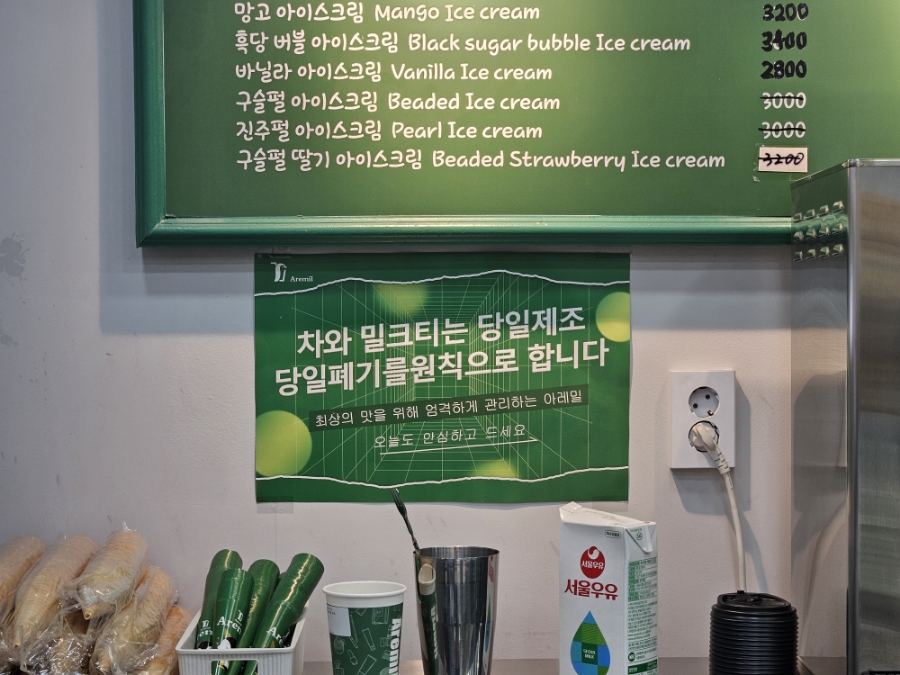 망고 아이스크림 Mango Ice cream 3200
흑당 버블 아이스크림 Black sugar bubble Ice cream 3400
바닐라 아이스크림 Vanilla Ice cream 2800
구슬펄 아이스크림 Beaded Ice cream 3000
진주펄 아이스크림 Pearl Ice cream 3000
구슬펄 딸기 아이스크림 Beaded Strawberry Ice cream 3200
Aremil
차와 밀크티는 당일제조
당일폐기를원칙으로 합니다
최상의 맛을 위해 엄격하게 관리하는 아레밀
오늘도 안심하고 드세요
서울우유
서울우유